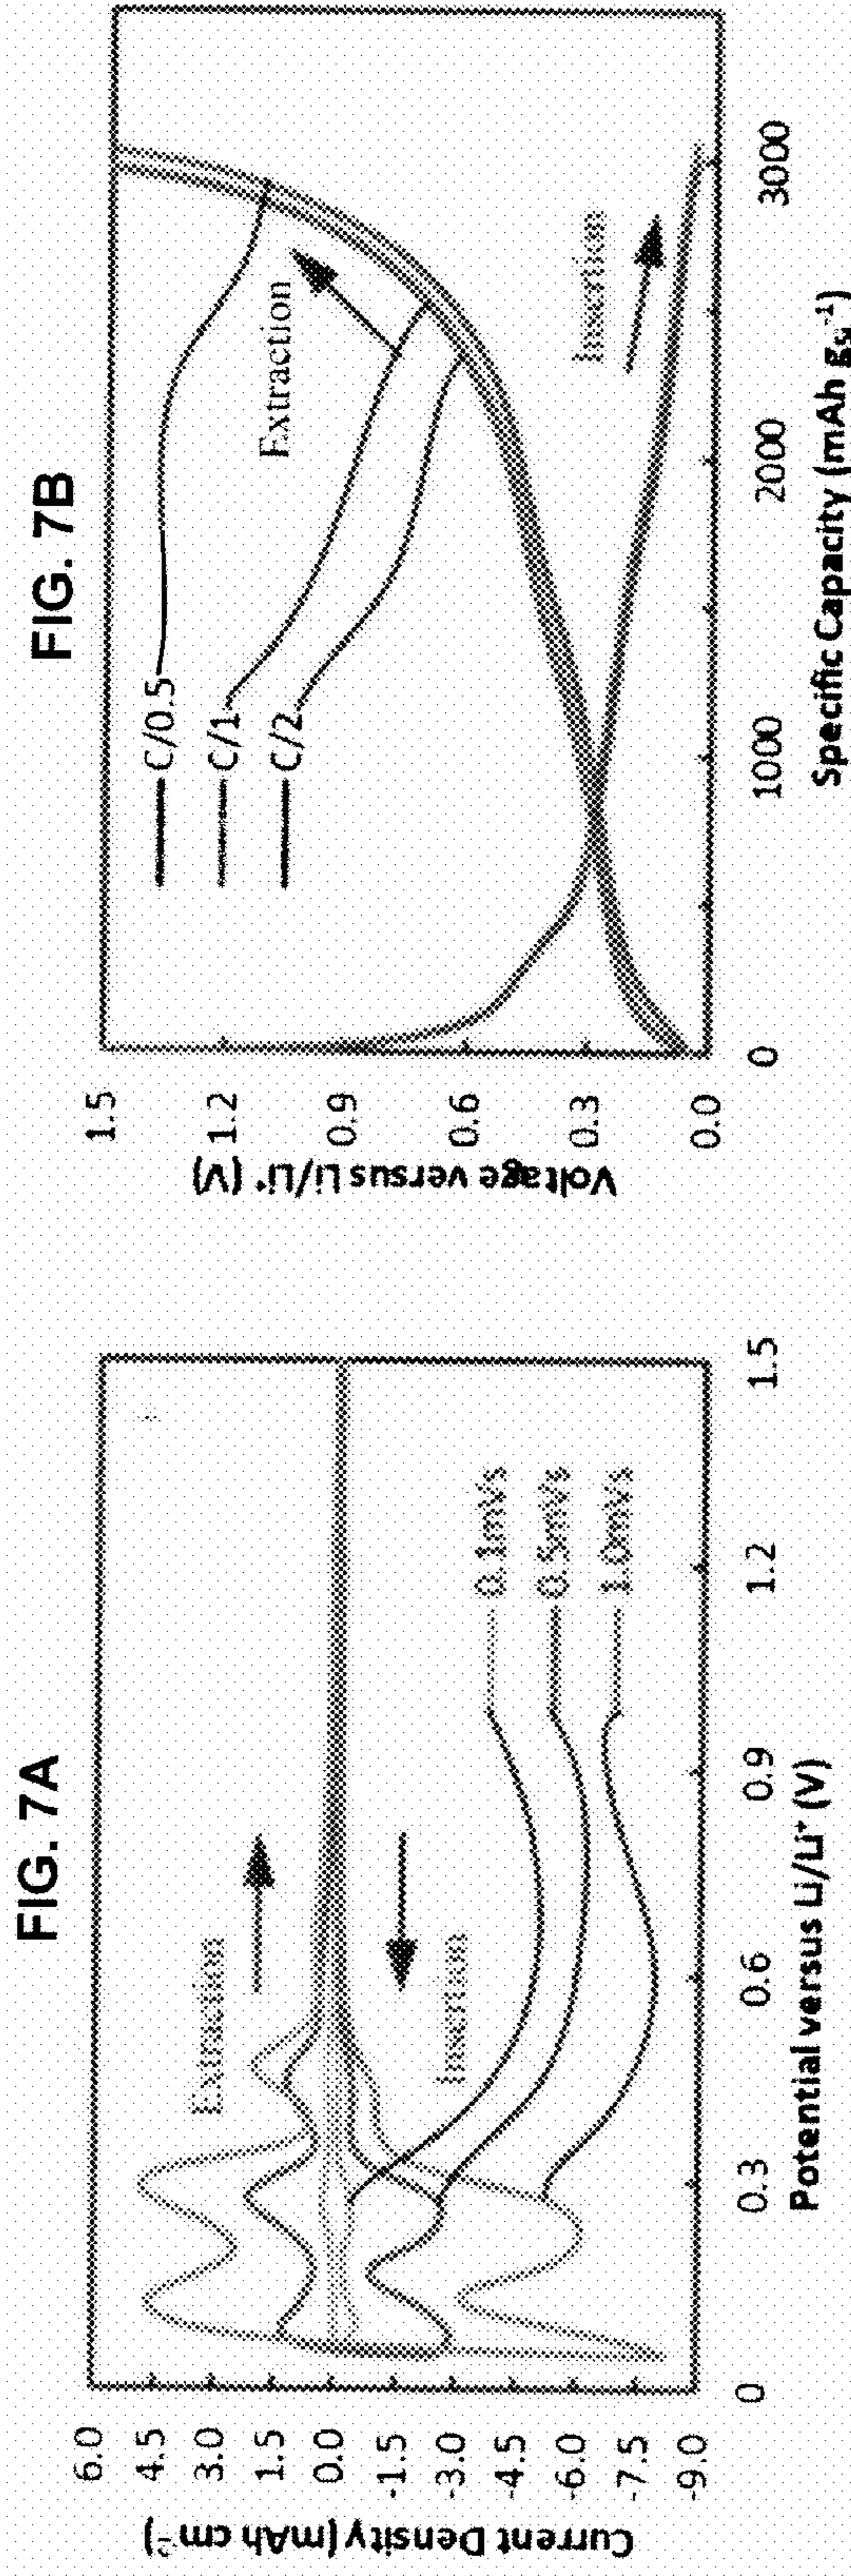 FIG. 7A
6.0
4.5
3.0
1.5
0.0
-1.5
-3.0
-4.5
-6.0
-7.5
-9.0
Current Density (mAh cm⁻²)
Extraction
Insertion
0.1mV/s
0.5mV/s
1.0mV/s
0
0.3
0.6
0.9
1.2
1.5
Potential versus Li/Li⁺ (V)
FIG. 7B
1.5
1.2
0.9
0.6
0.3
0.0
Voltage versus Li/Li⁺ (V)
C/0.5
C/1
C/2
Extraction
Insertion
0
1000
2000
3000
Specific Capacity (mAh gₛᵢ⁻¹)